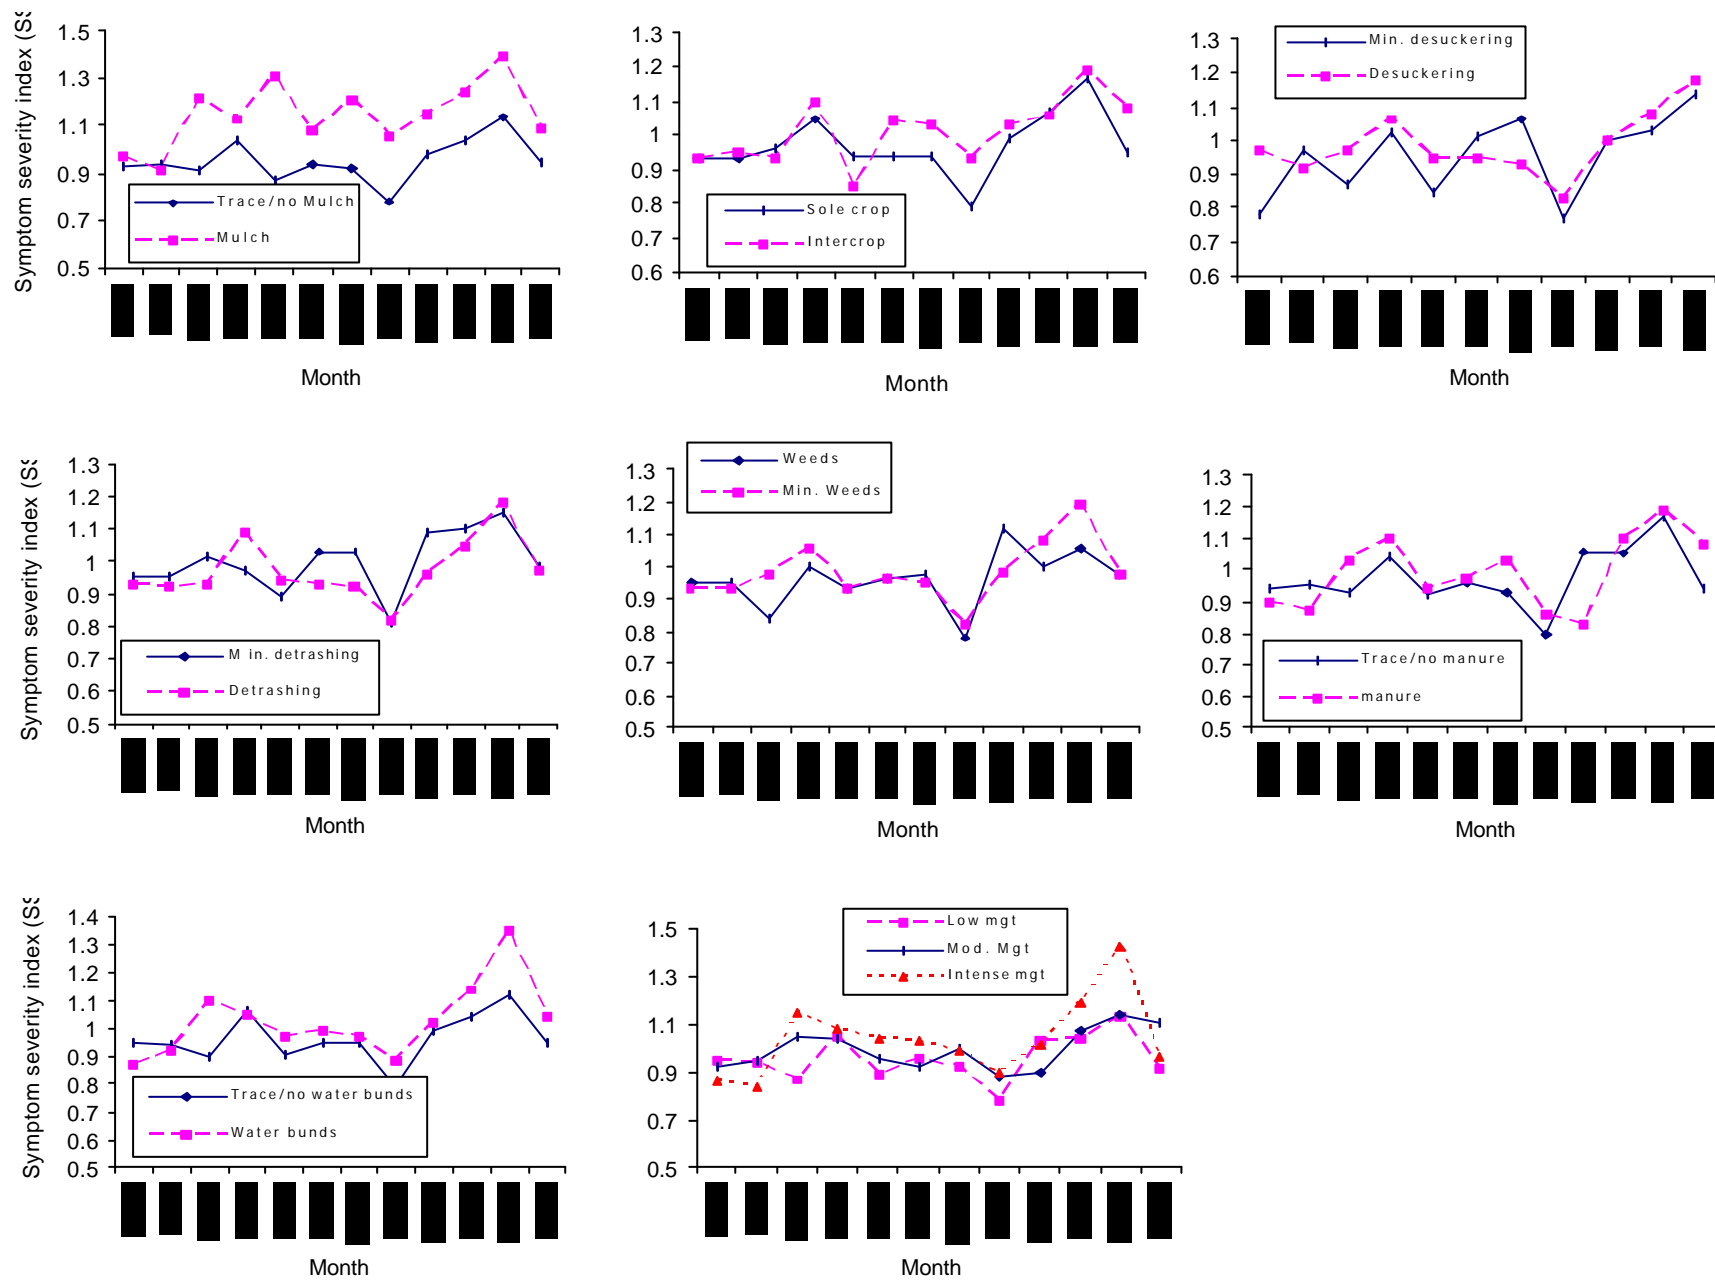 Symptom severity index (SS
1.5
1.3
1.1
0.9
0.7
0.5
Trace/no Mulch
Mulch
Month
1.3
1.2
1.1
1
0.9
0.8
0.7
0.6
Sole crop
Intercrop
Month
1.3
1.2
1.1
1
0.9
0.8
0.7
0.6
Min. desuckering
Desuckering
Month
Symptom severity index (SS
1.3
1.2
1.1
1
0.9
0.8
0.7
0.6
0.5
Min. detrashing
Detrashing
Month
1.3
1.2
1.1
1
0.9
0.8
0.7
0.6
0.5
Weeds
Min. Weeds
Month
1.3
1.2
1.1
1
0.9
0.8
0.7
0.6
0.5
Trace/no manure
manure
Month
Symptom severity index (SS
1.4
1.3
1.2
1.1
1
0.9
0.8
0.7
0.6
0.5
Trace/no water bunds
Water bunds
Month
1.5
1.3
1.1
0.9
0.7
0.5
Low mgt
Mod. Mgt
Intense mgt
Month